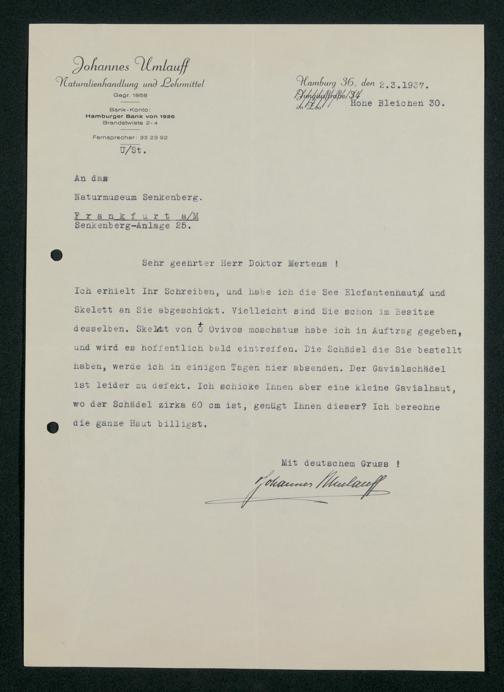 Johannes Umlauff
Naturalienhandlung und Lehrmittel
Gegr. 1868
Bank-Konto:
Hamburger Bank von 1926
Brandstwiete 2-4
Fernsprecher: 35 23 92
U/St.
Hamburg 36, den 2.3.1937.
Hohe Bleichen 30.
An das
Naturmuseum Senkenberg.
Frankfurt a/M
Senkenberg-Anlage 25.
Sehr geehrter Herr Doktor Mertens !
Ich erhielt Ihr Schreiben, und habe ich die See Elefantenhaut und
Skelett an Sie abgeschickt. Vielleicht sind Sie schon im Besitze
desselben. Skelet von Ovivos moschatus habe ich in Auftrag gegeben,
und wird es hoffentlich bald eintreffen. Die Schädel die Sie bestellt
haben, werde ich in einigen Tagen hier absenden. Der Gavialschädel
ist leider zu defekt. Ich schicke Ihnen aber eine kleine Gavialhaut,
wo der Schädel zirka 60 cm ist, genügt Ihnen dieser? Ich berechne
die ganze Haut billigst.
Mit deutschem Gruss !
Johannes Umlauff